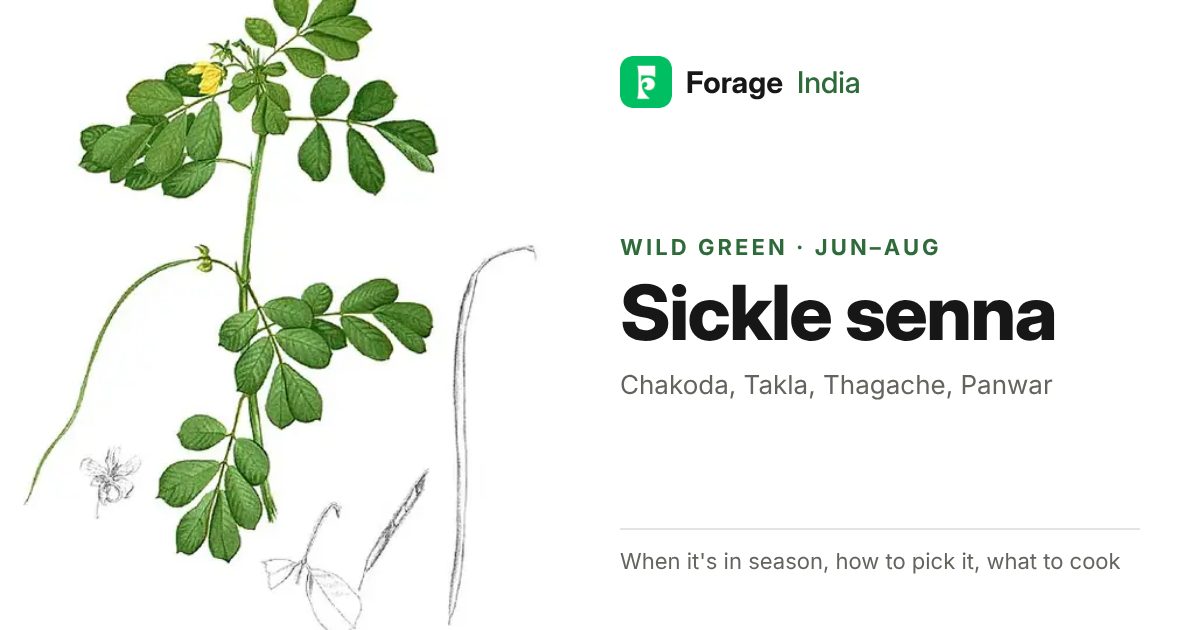 Forage India
WILD GREEN · JUN–AUG
Sickle senna
Chakoda, Takla, Thagache, Panwar
When it's in season, how to pick it, what to cook